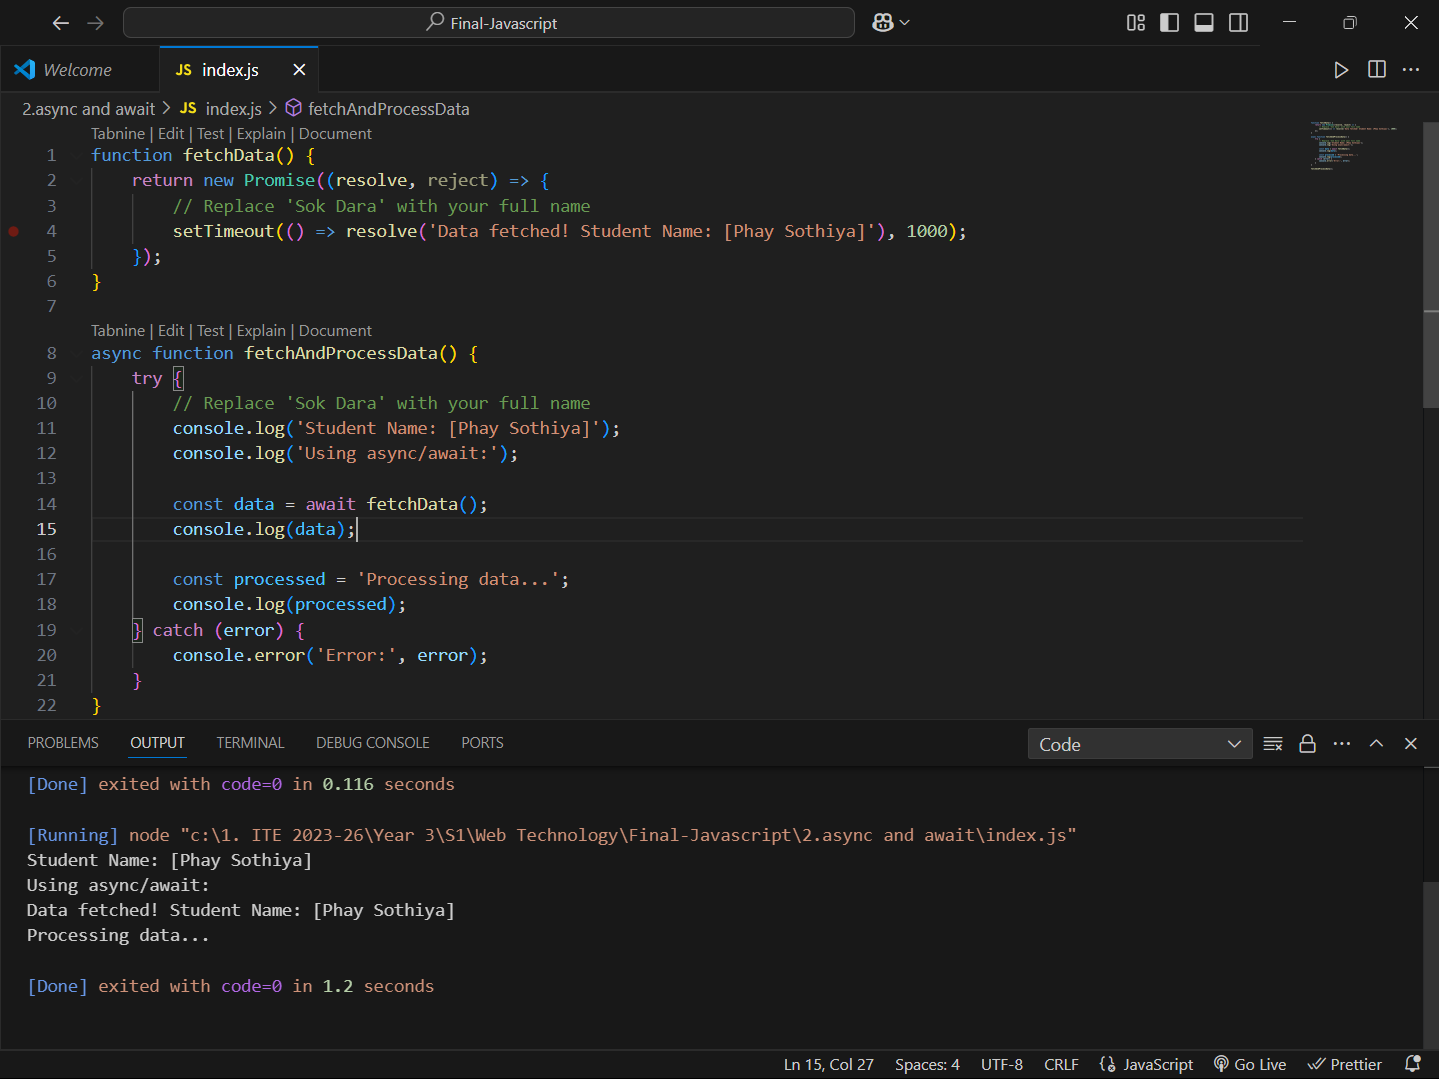 Final-Javascript
Welcome
JS index.js
2.async and await > JS index.js > fetchAndProcessData
Tabnine | Edit | Test | Explain | Document
1 function fetchData() {
2     return new Promise((resolve, reject) => {
3         // Replace 'Sok Dara' with your full name
4         setTimeout(() => resolve('Data fetched! Student Name: [Phay Sothiya]'), 1000);
5     });
6 }
7
Tabnine | Edit | Test | Explain | Document
8 async function fetchAndProcessData() {
9     try {
10         // Replace 'Sok Dara' with your full name
11         console.log('Student Name: [Phay Sothiya]');
12         console.log('Using async/await:');
13
14         const data = await fetchData();
15         console.log(data);
16
17         const processed = 'Processing data...';
18         console.log(processed);
19     } catch (error) {
20         console.error('Error:', error);
21     }
22 }
PROBLEMS OUTPUT TERMINAL DEBUG CONSOLE PORTS Code
[Done] exited with code=0 in 0.116 seconds
[Running] node "c:\1. ITE 2023-26\Year 3\S1\Web Technology\Final-Javascript\2.async and await\index.js"
Student Name: [Phay Sothiya]
Using async/await:
Data fetched! Student Name: [Phay Sothiya]
Processing data...
[Done] exited with code=0 in 1.2 seconds
Ln 15, Col 27 Spaces: 4 UTF-8 CRLF JavaScript Go Live Prettier